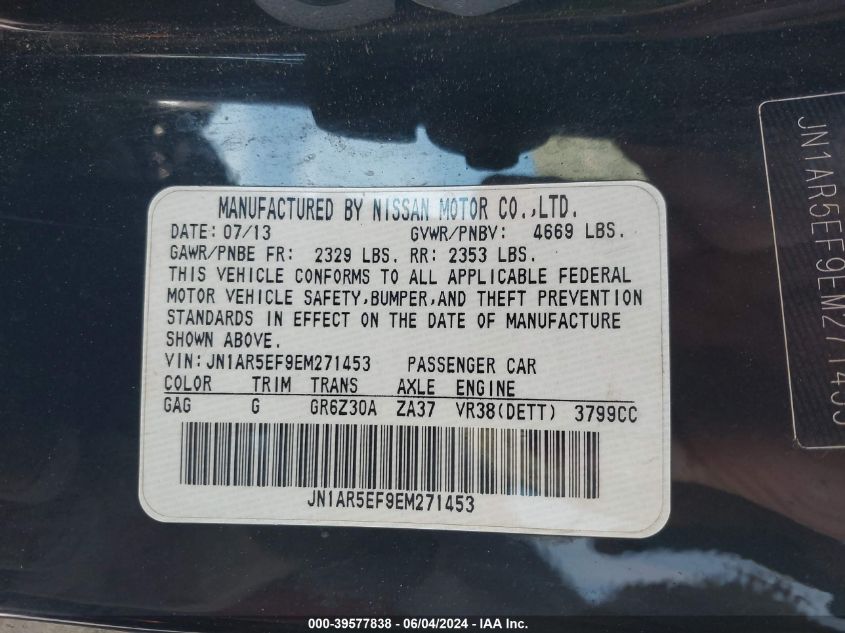 MANUFACTURED BY NISSAN MOTOR CO.,LTD.
DATE: 07/13 GVWR/PNBV: 4669 LBS.
GAWR/PNBE FR: 2329 LBS. RR: 2353 LBS.
THIS VEHICLE CONFORMS TO ALL APPLICABLE FEDERAL
MOTOR VEHICLE SAFETY,BUMPER,AND THEFT PREVENTION
STANDARDS IN EFFECT ON THE DATE OF MANUFACTURE
SHOWN ABOVE.
VIN:JN1AR5EF9EM271453 PASSENGER CAR
COLOR TRIM TRANS AXLE ENGINE
GAG G GR6Z30A ZA37 VR38(DETT) 3799CC
JN1AR5EF9EM271453
JN1AR5EF9EM271453
000-39577838 - 06/04/2024 - IAA Inc.